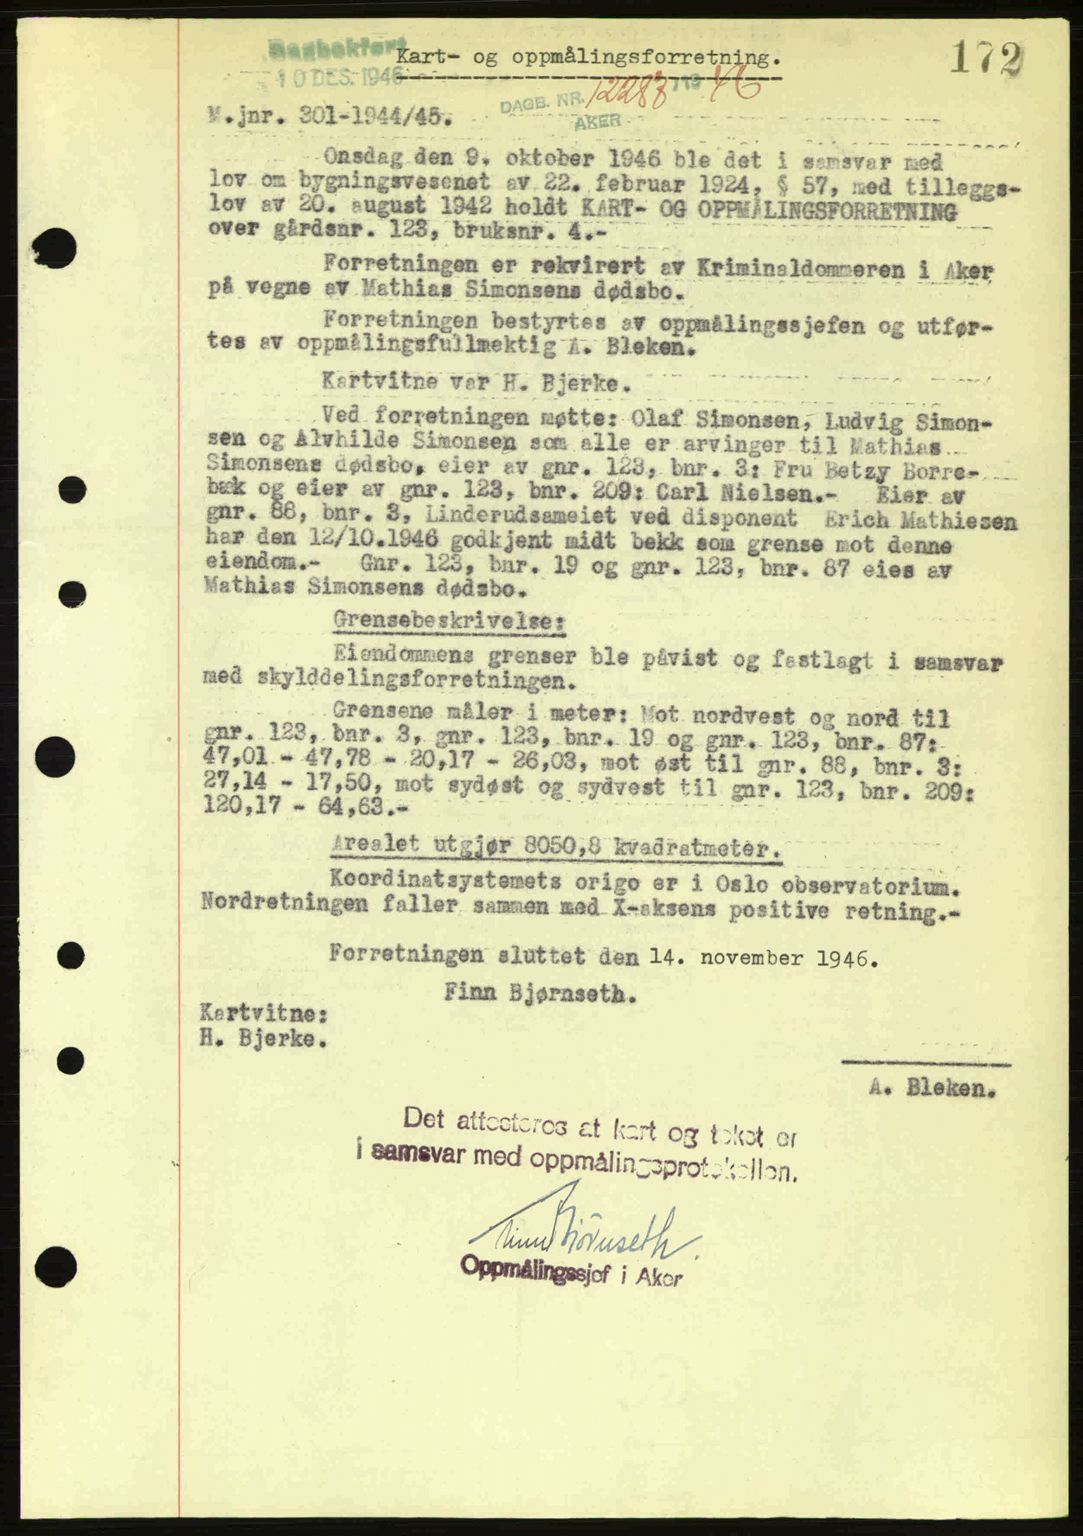 Dagbokført
10 DES. 1946
Kart- og oppmålingsforretning.
172
DAGB. NR. 12287 19 46
AKER
M.jnr. 301-1944/45.
Onsdag den 9. oktober 1946 ble det i samsvar med
lov om bygningsvesenet av 22. februar 1924, § 57, med tilleggs-
lov av 20. august 1942 holdt KART- OG OPPMÅLINGSFORRETNING
over gårdsnr. 123, bruksnr. 4.-
Forretningen er rekvirert av Kriminaldommeren i Aker
på vegne av Mathias Simonsens dødsbo.
Forretningen bestyrtes av oppmålingssjefen og utfør-
tes av oppmålingsfullmektig A. Bleken.
Kartvitne var H. Bjerke.
Ved forretningen møtte: Olaf Simonsen, Ludvig Simon-
sen og Alvhilde Simonsen som alle er arvinger til Mathias
Simonsens dødsbo, eier av gnr. 123, bnr. 3: Fru Betzy Borre-
bæk og eier av gnr. 123, bnr. 209: Carl Nielsen.- Eier av
gnr. 88, bnr. 3, Linderudsameiet ved disponent Erich Mathiesen
har den 12/10.1946 godkjent midt bekk som grense mot denne
eiendom.- Gnr. 123, bnr. 19 og gnr. 123, bnr. 87 eies av
Mathias Simonsens dødsbo.
Grensebeskrivelse:
Eiendommens grenser ble påvist og fastlagt i samsvar
med skylddelingsforretningen.
Grensene måler i meter: Mot nordvest og nord til
gnr. 123, bnr. 3, gnr. 123, bnr. 19 og gnr. 123, bnr. 87:
47,01 - 47,78 - 20,17 - 26,03, mot øst til gnr. 88, bnr. 3:
27,14 - 17,50, mot sydøst og sydvest til gnr. 123, bnr. 209:
120,17 - 64,63.-
Arealet utgjør 8050,8 kvadratmeter.
Koordinatsystemets origo er i Oslo observatorium.
Nordretningen faller sammen med X-aksens positive retning.-
Forretningen sluttet den 14. november 1946.
Finn Bjørnseth.
Kartvitne:
H. Bjerke.
A. Bleken.
Det attesteres at kart og tekst er
i samsvar med oppmålingsprotokollen.
Finn Bjørnseth.
Oppmålingssjef i Aker